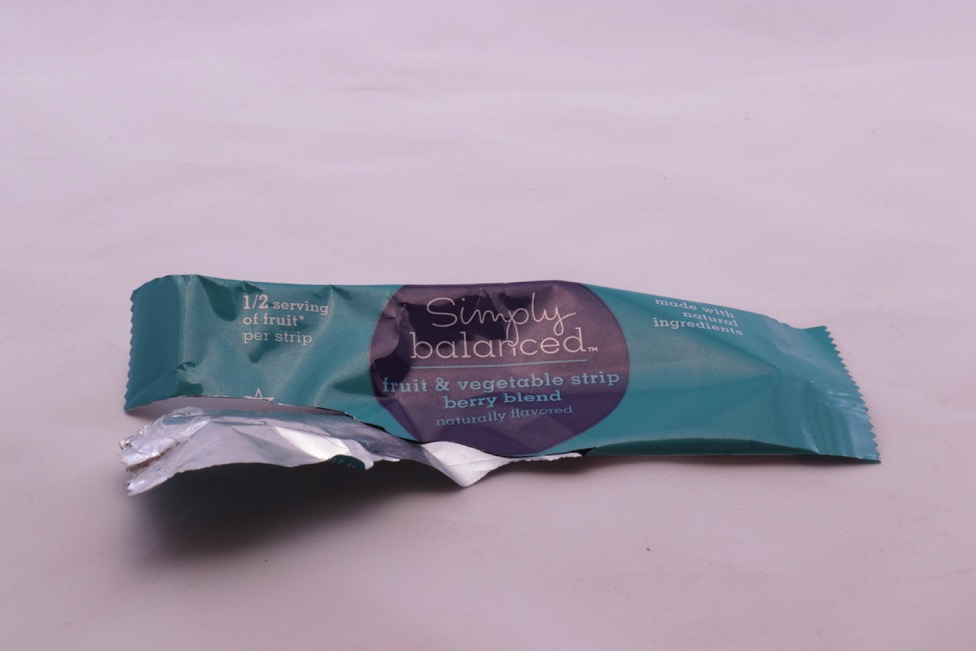 1/2 serving
of fruit*
per strip
Simply
balanced™
fruit & vegetable strip
berry blend
naturally flavored
made with
natural
ingredients